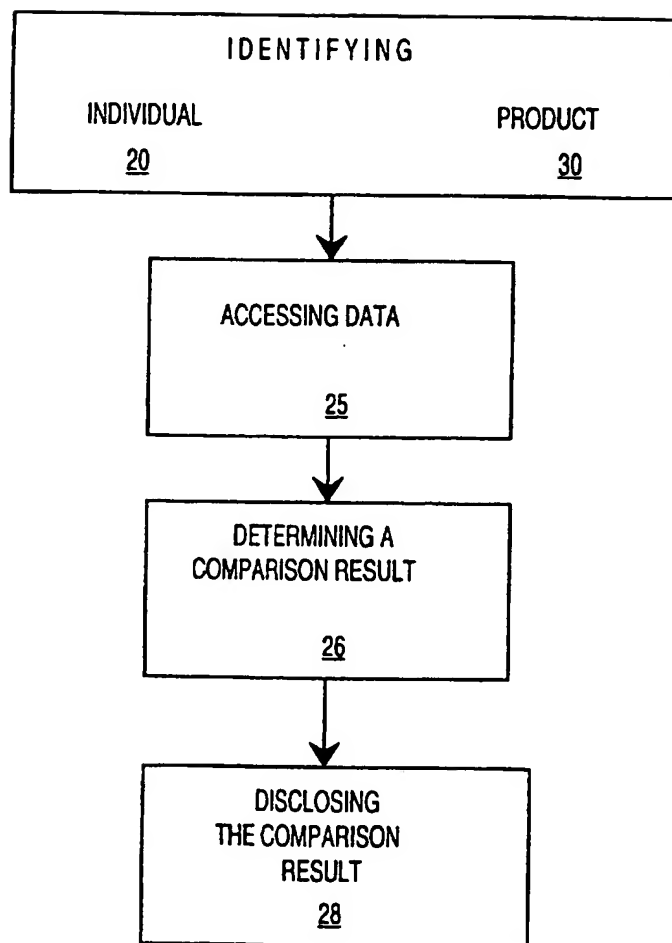 IDENTIFYING
INDIVIDUAL PRODUCT
20 30
ACCESSING DATA
25
DETERMINING A
COMPARISON RESULT
26
DISCLOSING
THE COMPARISON
RESULT
28